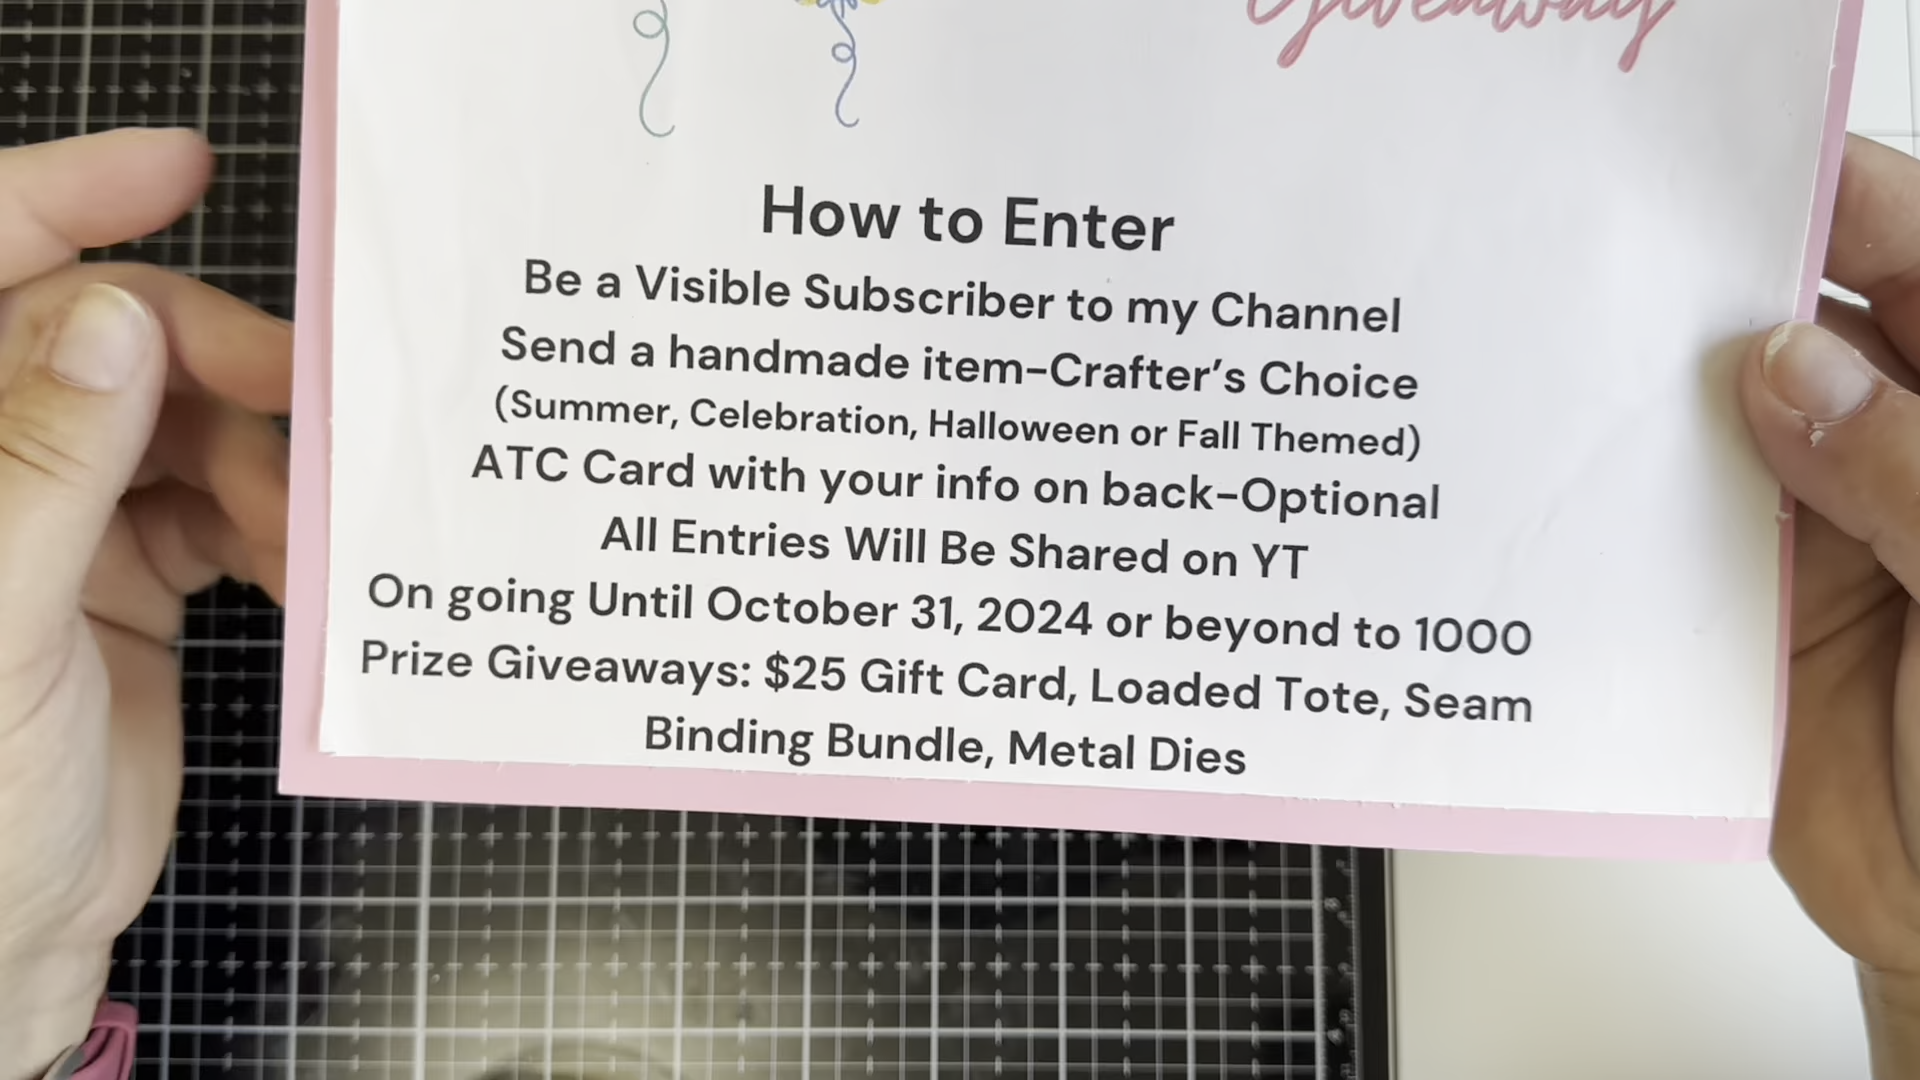 Giveaway
How to Enter
Be a Visible Subscriber to my Channel
Send a handmade item-Crafter's Choice
(Summer, Celebration, Halloween or Fall Themed)
ATC Card with your info on back-Optional
All Entries Will Be Shared on YT
On going Until October 31, 2024 or beyond to 1000
Prize Giveaways: $25 Gift Card, Loaded Tote, Seam
Binding Bundle, Metal Dies